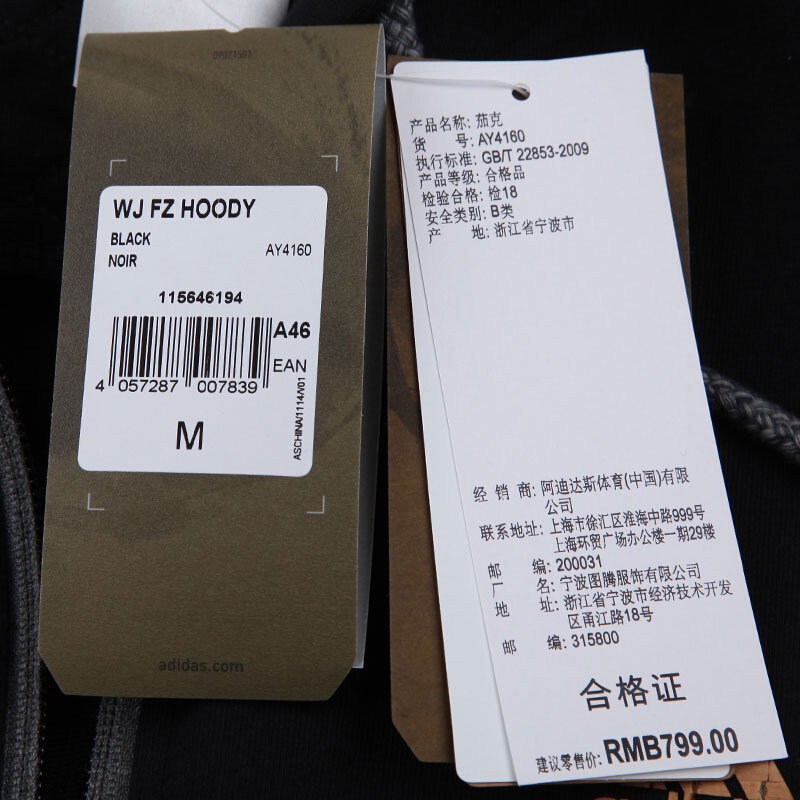 09321501
WJ FZ HOODY
BLACK
NOIR
AY4160
115646194
A46
EAN
4 057287 007839
M
ASCHINA/1114/V01
adidas.com
产品名称: 茄克
货 号: AY4160
执行标准: GB/T 22853-2009
产品等级: 合格品
检验合格: 检18
安全类别: B类
产 地: 浙江省宁波市
经 销 商: 阿迪达斯体育(中国)有限
公司
联系地址: 上海市徐汇区淮海中路999号
上海环贸广场办公楼一期29楼
邮 编: 200031
厂 名: 宁波图腾服饰有限公司
地 址: 浙江省宁波市经济技术开发
区甬江路18号
邮 编: 315800
合格证
建议零售价: RMB799.00